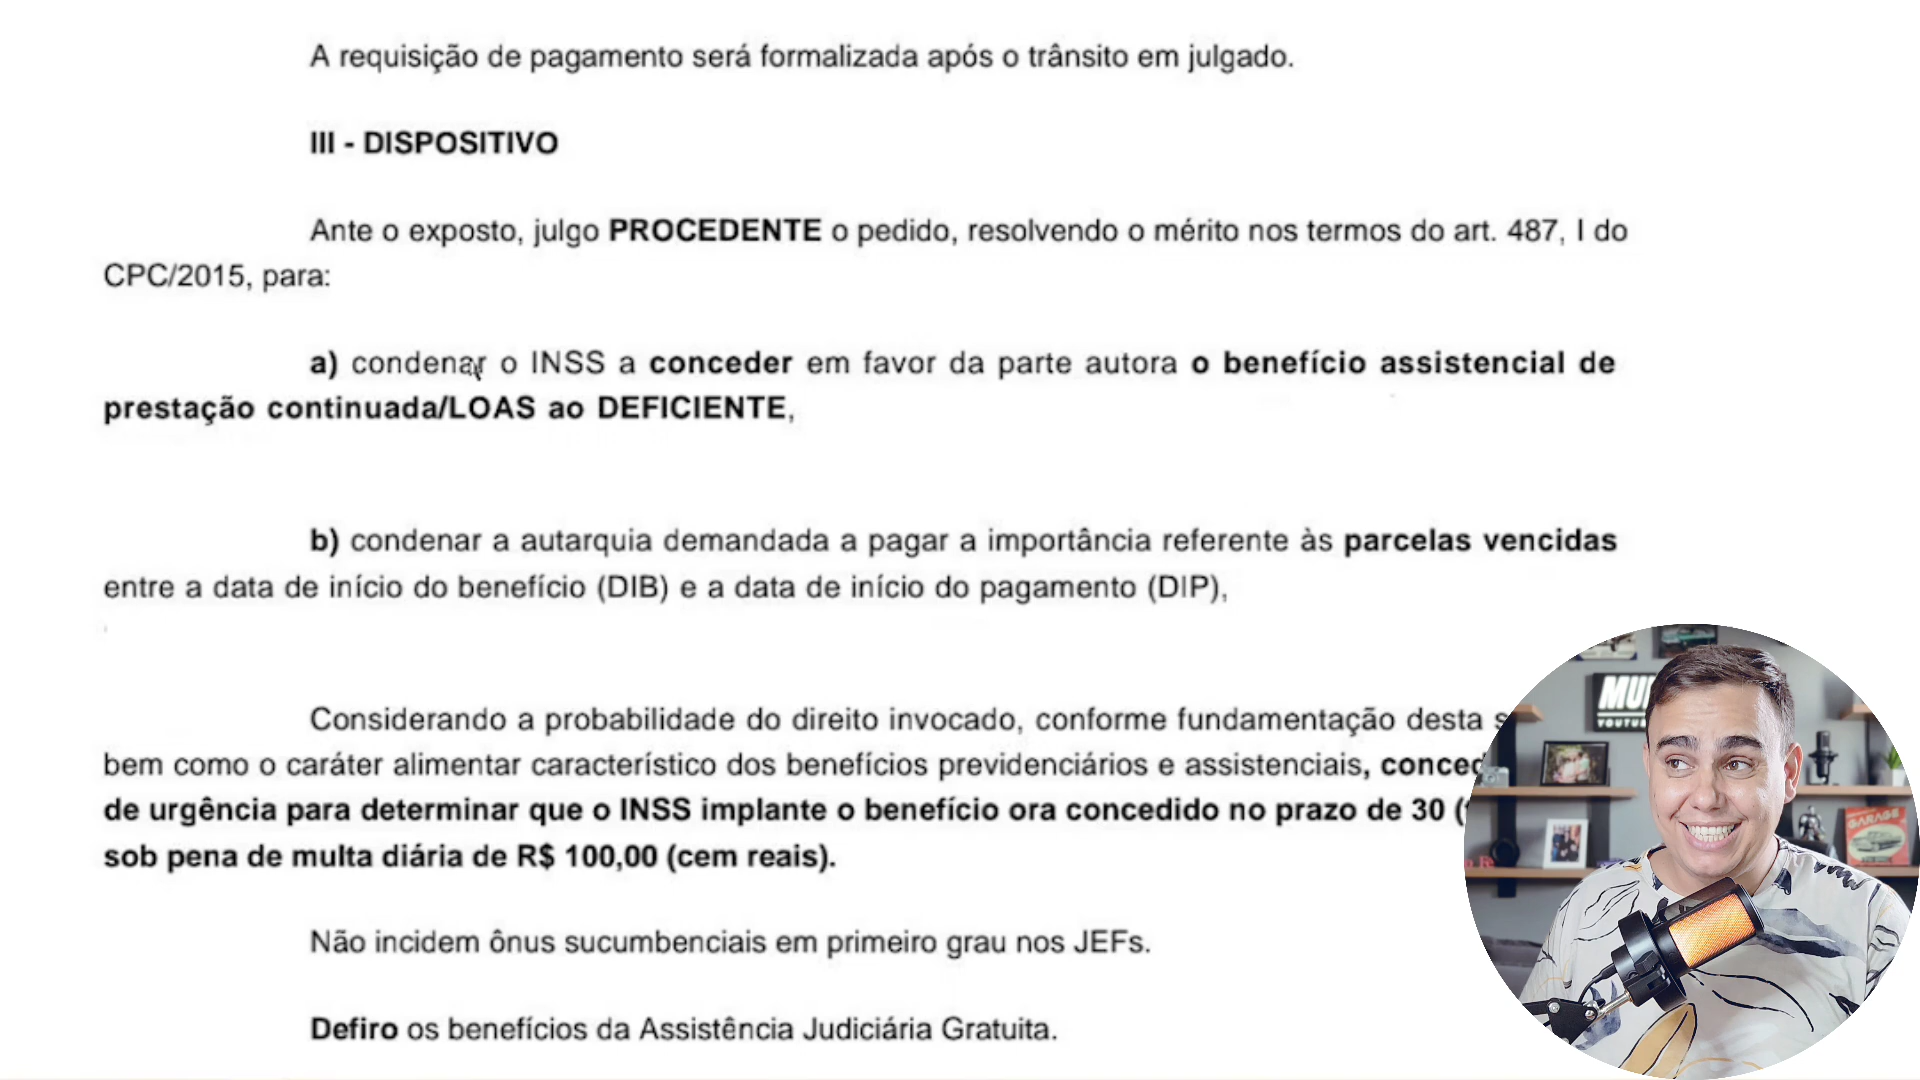 A requisição de pagamento será formalizada após o trânsito em julgado.
III - DISPOSITIVO
Ante o exposto, julgo PROCEDENTE o pedido, resolvendo o mérito nos termos do art. 487, I do
CPC/2015, para:
a) condenar o INSS a conceder em favor da parte autora o benefício assistencial de
prestação continuada/LOAS ao DEFICIENTE,
b) condenar a autarquia demandada a pagar a importância referente às parcelas vencidas
entre a data de início do benefício (DIB) e a data de início do pagamento (DIP),
Considerando a probabilidade do direito invocado, conforme fundamentação desta
bem como o caráter alimentar característico dos benefícios previdenciários e assistenciais,
de urgência para determinar que o INSS implante o benefício ora concedido no prazo de 30
sob pena de multa diária de R$ 100,00 (cem reais).
Não incidem ônus sucumbenciais em primeiro grau nos JEFs.
Defiro os benefícios da Assistência Judiciária Gratuita.
GARAGE